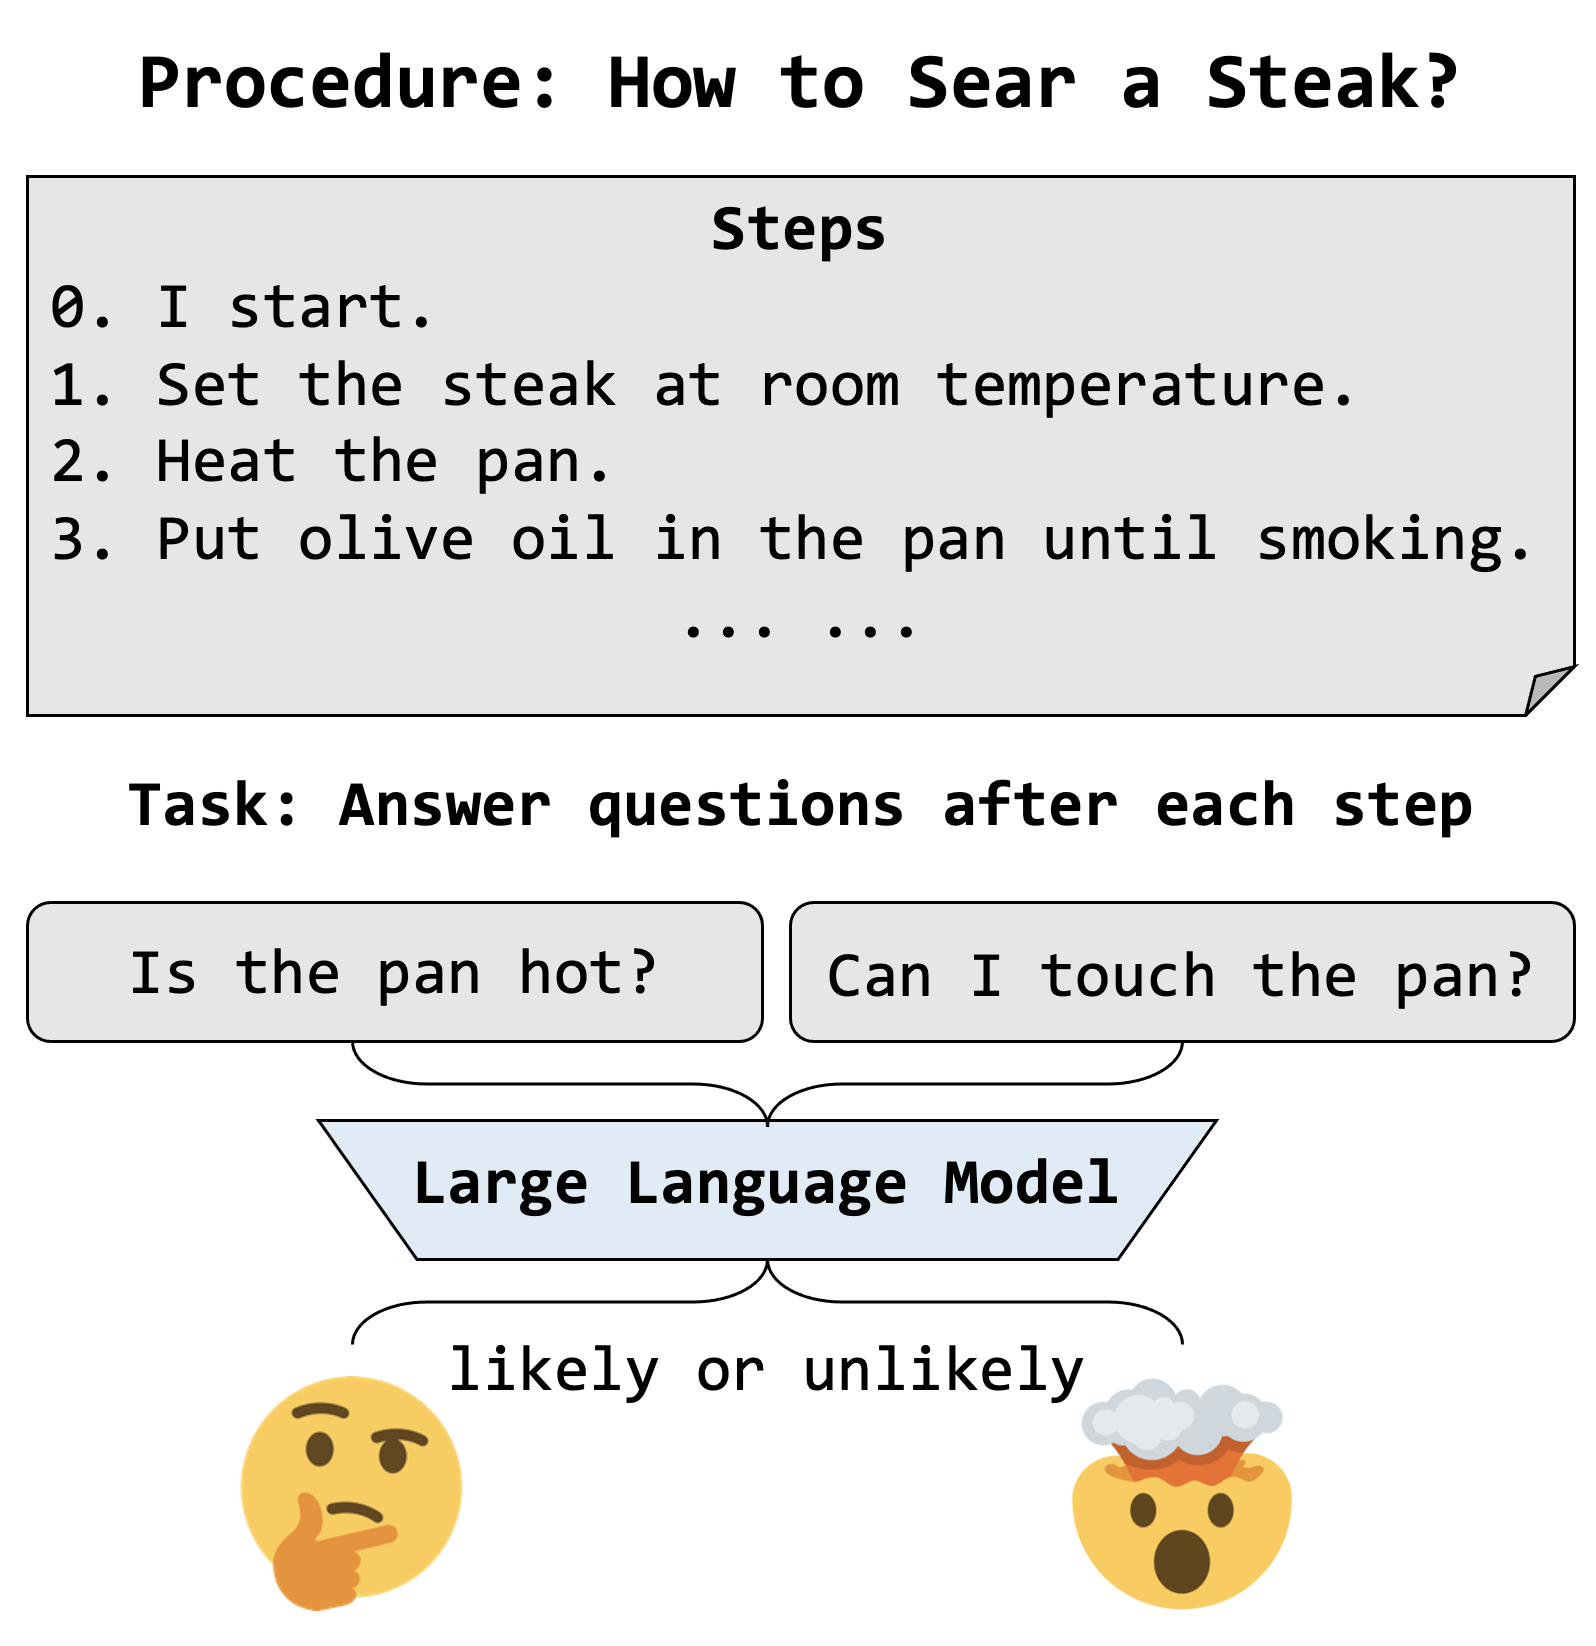 Procedure: How to Sear a Steak?
Steps
0. I start.
1. Set the steak at room temperature.
2. Heat the pan.
3. Put olive oil in the pan until smoking.
... ...
Task: Answer questions after each step
Is the pan hot?
Can I touch the pan?
Large Language Model
likely or unlikely